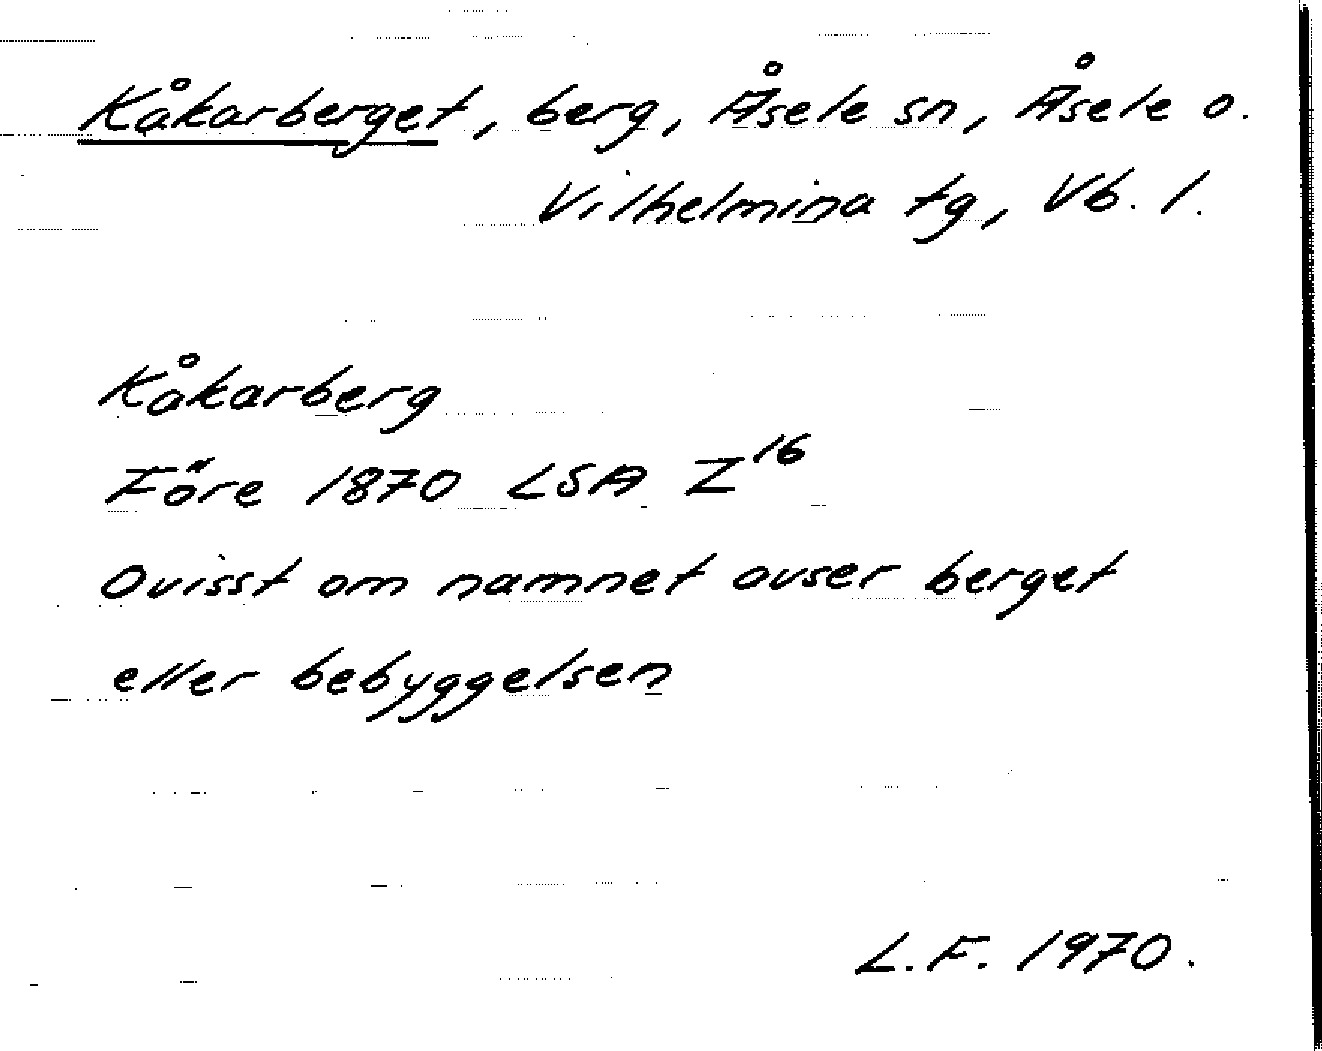 Kåkarberget, berg, Åsele sn, Åsele o.
Vilhelmina tg, Vb. l.
Kåkarberg
Före 1870 LSA Z¹⁶
Ovisst om namnet avser berget
eller bebyggelsen
L.F. 1970.